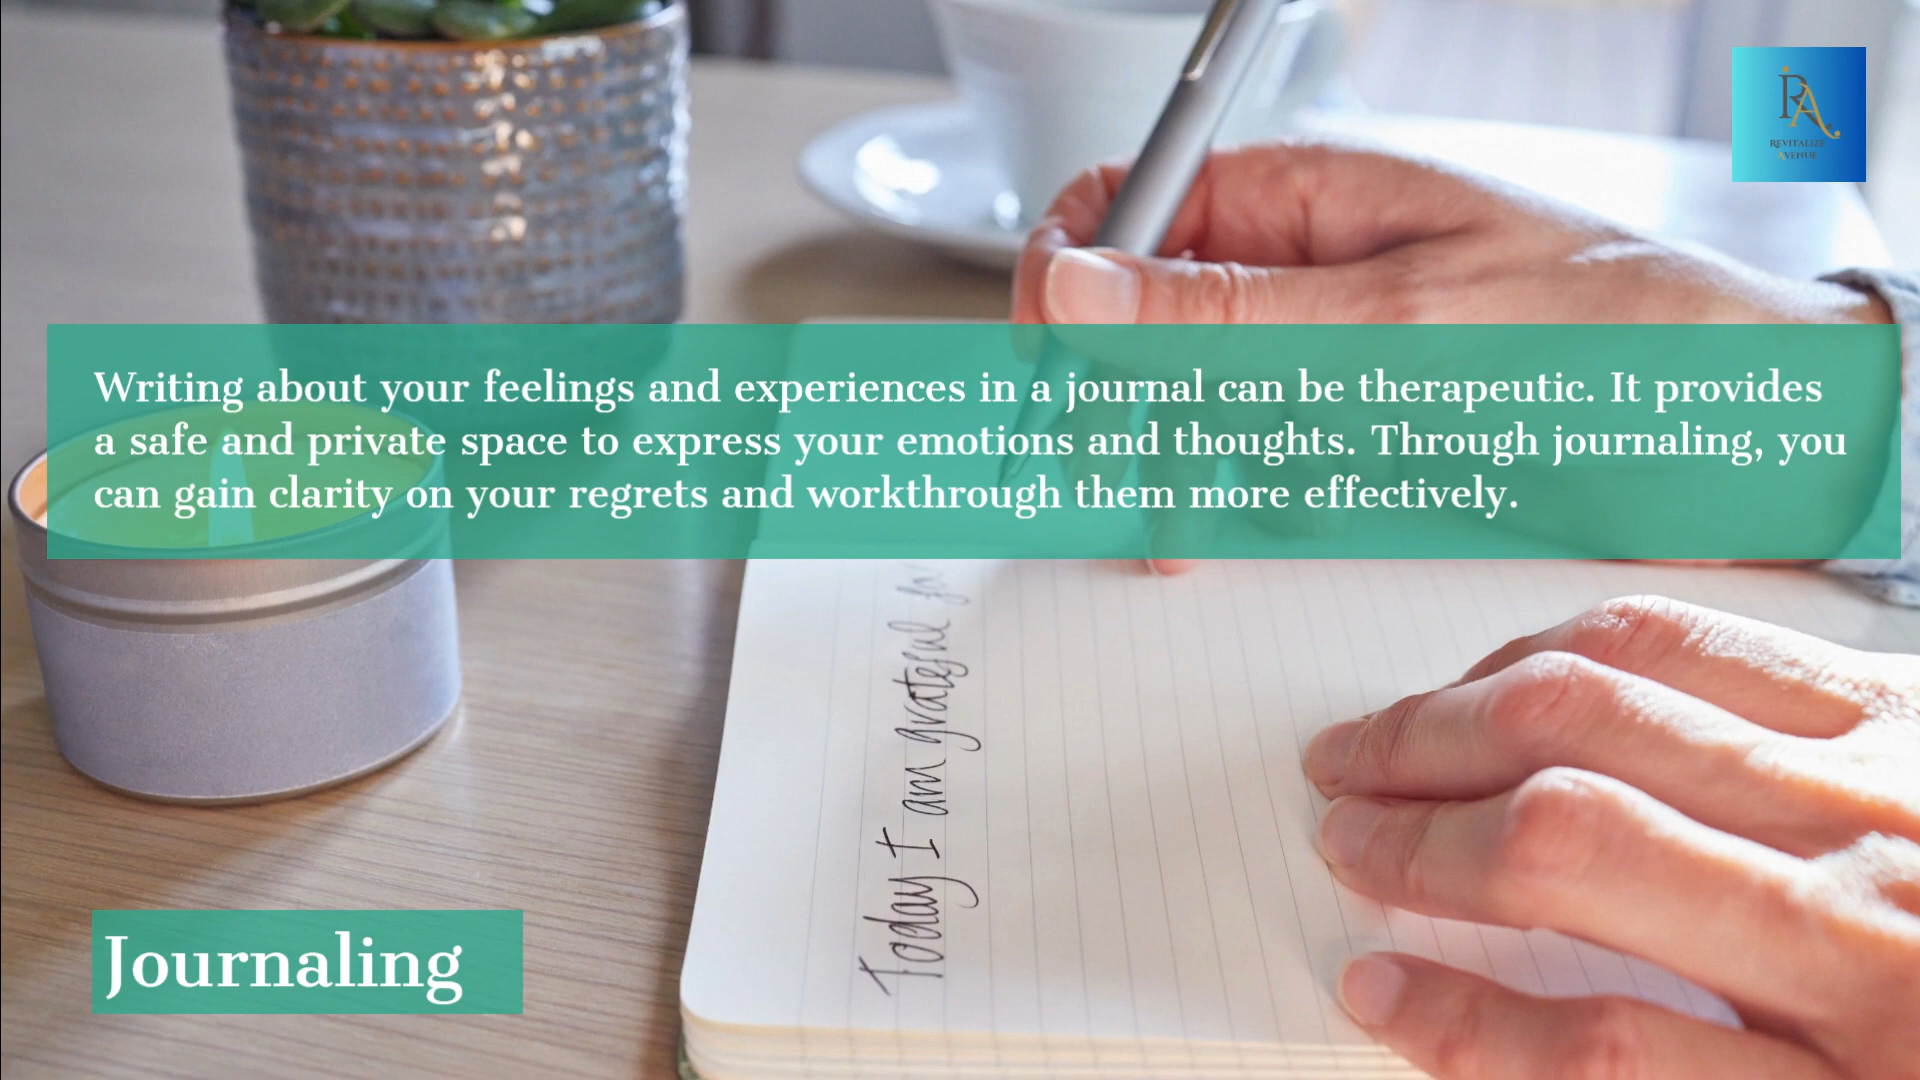 RA
REVITALIZE
AVENUE
Writing about your feelings and experiences in a journal can be therapeutic. It provides
a safe and private space to express your emotions and thoughts. Through journaling, you
can gain clarity on your regrets and workthrough them more effectively.
Today I am grateful for
Journaling